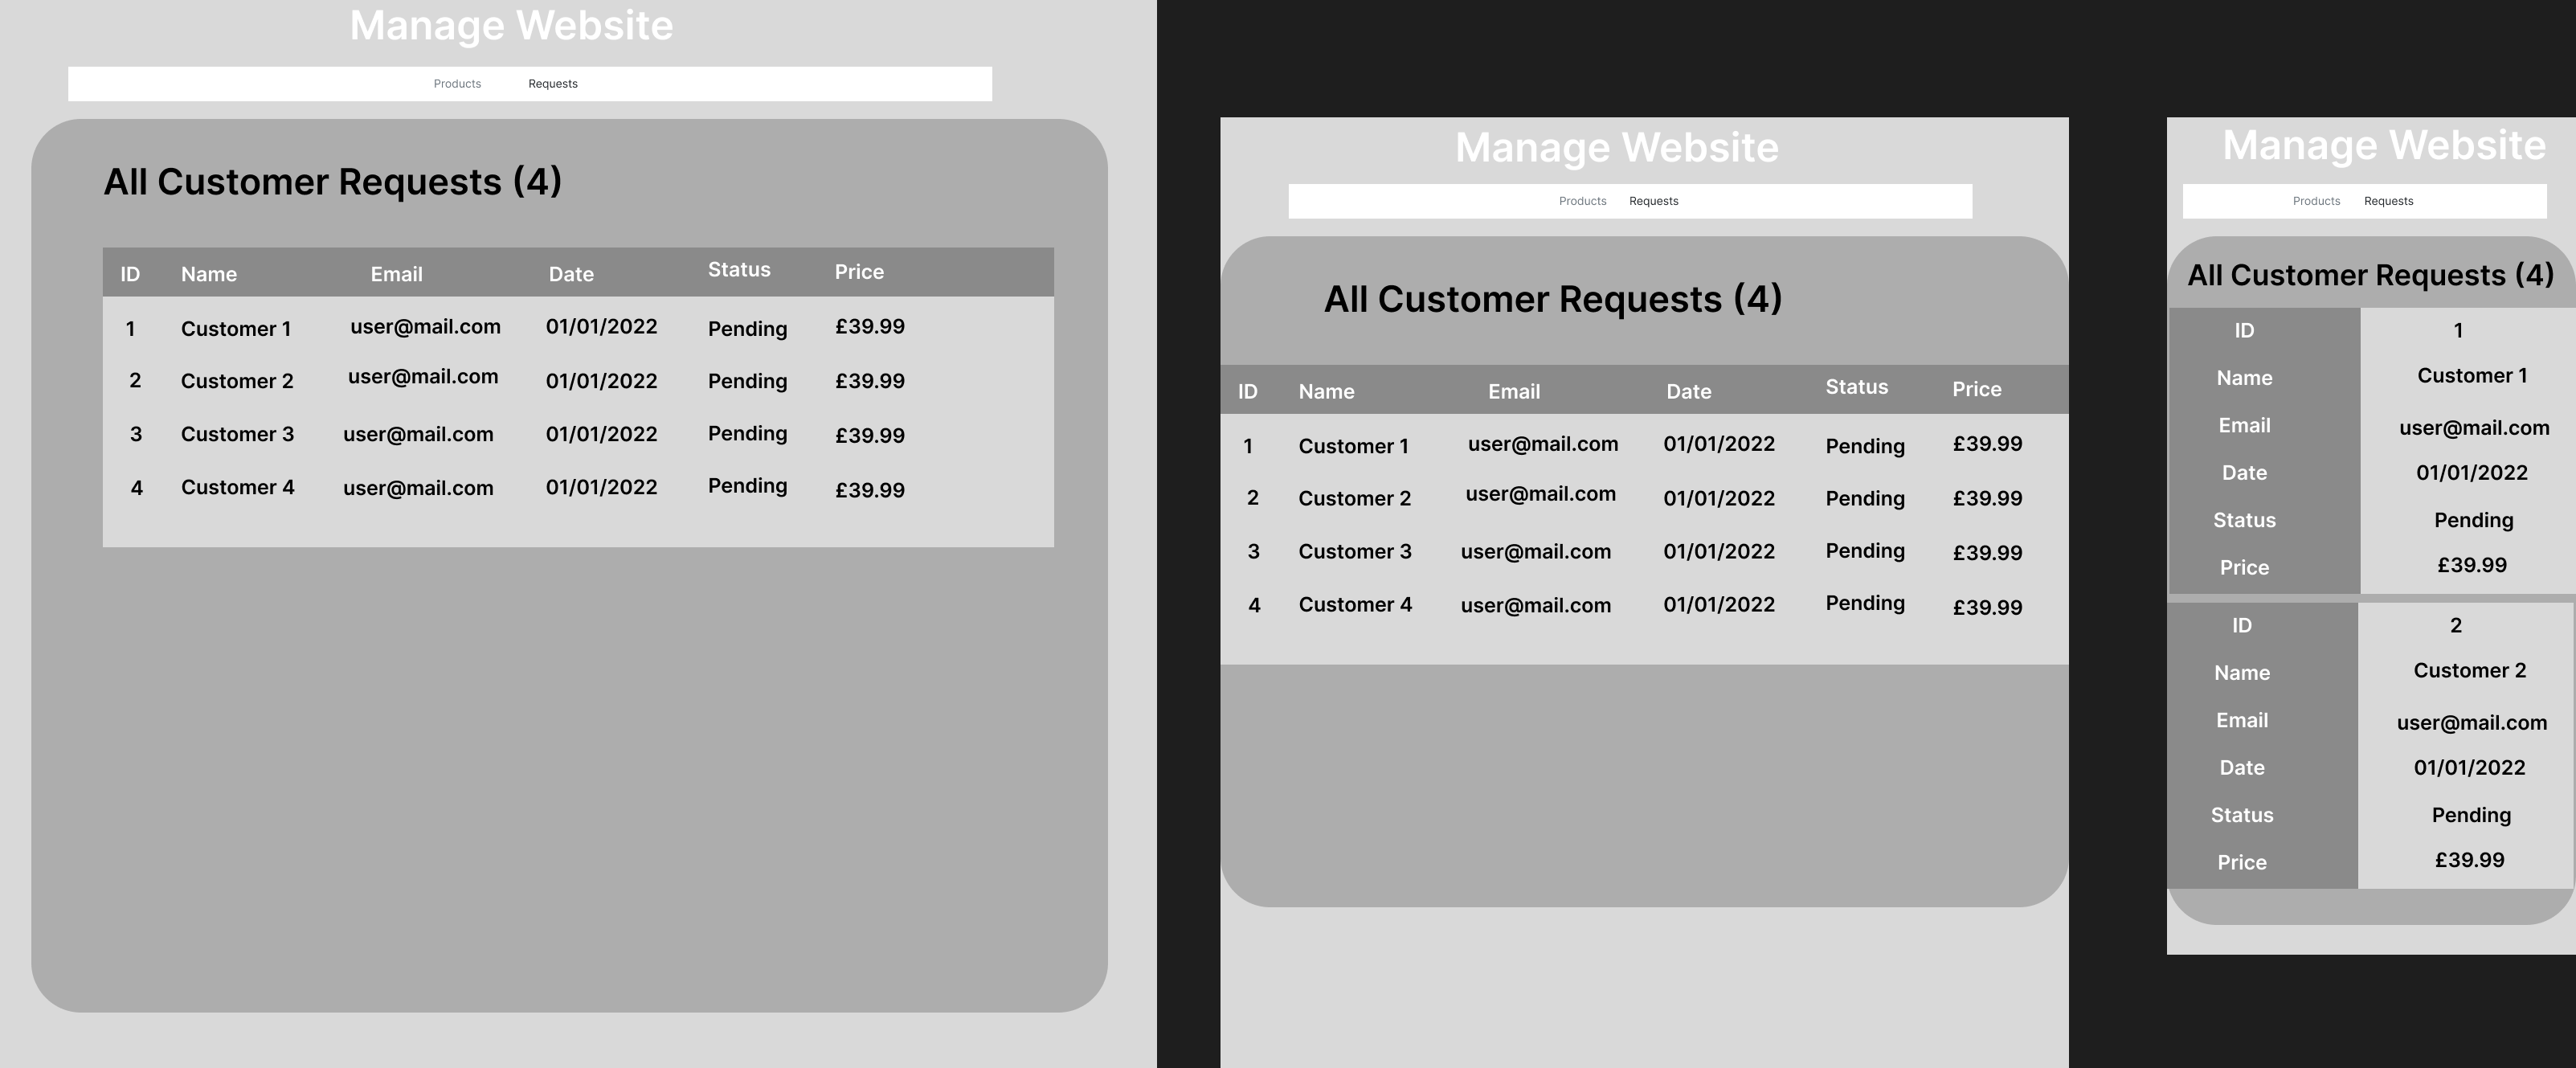 Manage Website
Products Requests
All Customer Requests (4)
ID Name Email Date Status Price
1 Customer 1 user@mail.com 01/01/2022 Pending £39.99
2 Customer 2 user@mail.com 01/01/2022 Pending £39.99
3 Customer 3 user@mail.com 01/01/2022 Pending £39.99
4 Customer 4 user@mail.com 01/01/2022 Pending £39.99
Manage Website
Products Requests
All Customer Requests (4)
ID Name Email Date Status Price
1 Customer 1 user@mail.com 01/01/2022 Pending £39.99
2 Customer 2 user@mail.com 01/01/2022 Pending £39.99
3 Customer 3 user@mail.com 01/01/2022 Pending £39.99
4 Customer 4 user@mail.com 01/01/2022 Pending £39.99
Manage Website
Products Requests
All Customer Requests (4)
ID 1
Name Customer 1
Email user@mail.com
Date 01/01/2022
Status Pending
Price £39.99
ID 2
Name Customer 2
Email user@mail.com
Date 01/01/2022
Status Pending
Price £39.99